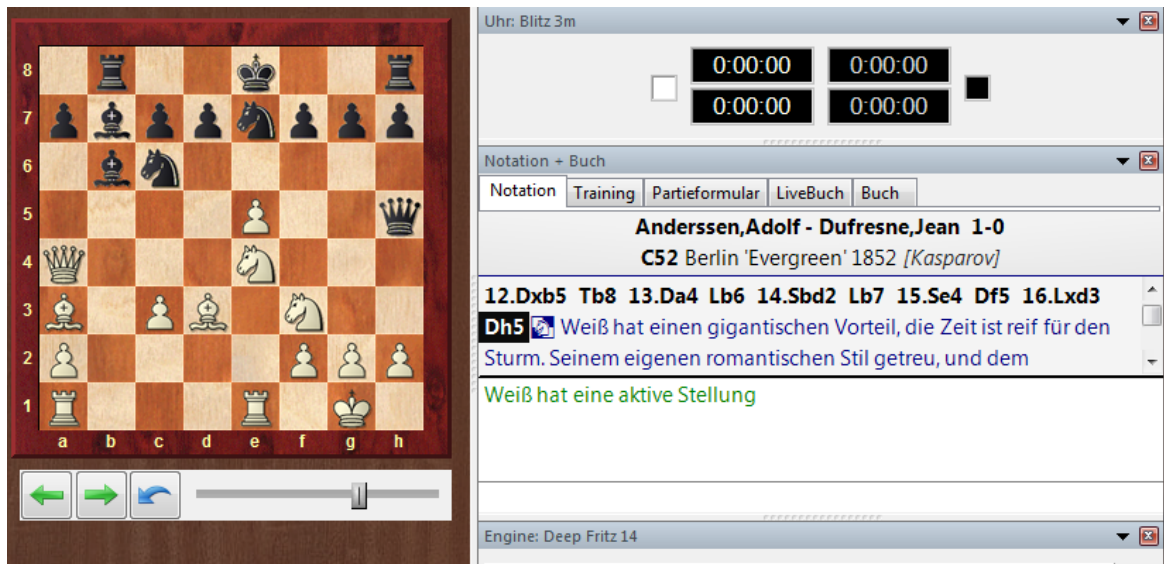 8
7
6
5
4
3
2
1
a b c d e f g h
Uhr: Blitz 3m
0:00:00 0:00:00
0:00:00 0:00:00
Notation + Buch
Notation Training Partieformular LiveBuch Buch
Anderssen,Adolf - Dufresne,Jean 1-0
C52 Berlin 'Evergreen' 1852 [Kasparov]
12.Dxb5 Tb8 13.Da4 Lb6 14.Sbd2 Lb7 15.Se4 Df5 16.Lxd3
Dh5 Weiß hat einen gigantischen Vorteil, die Zeit ist reif für den
Sturm. Seinem eigenen romantischen Stil getreu, und dem
Weiß hat eine aktive Stellung
Engine: Deep Fritz 14